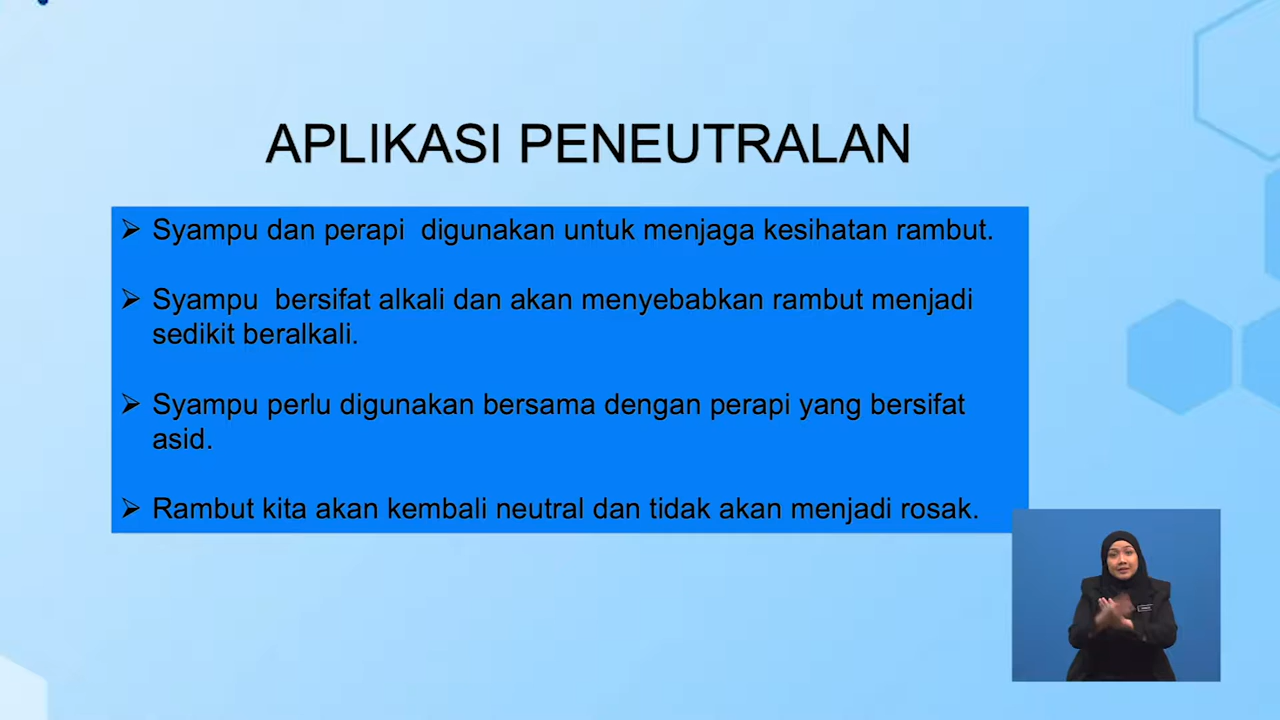 APLIKASI PENEUTRALAN
➢ Syampu dan perapi digunakan untuk menjaga kesihatan rambut.
➢ Syampu bersifat alkali dan akan menyebabkan rambut menjadi
sedikit beralkali.
➢ Syampu perlu digunakan bersama dengan perapi yang bersifat
asid.
➢ Rambut kita akan kembali neutral dan tidak akan menjadi rosak.